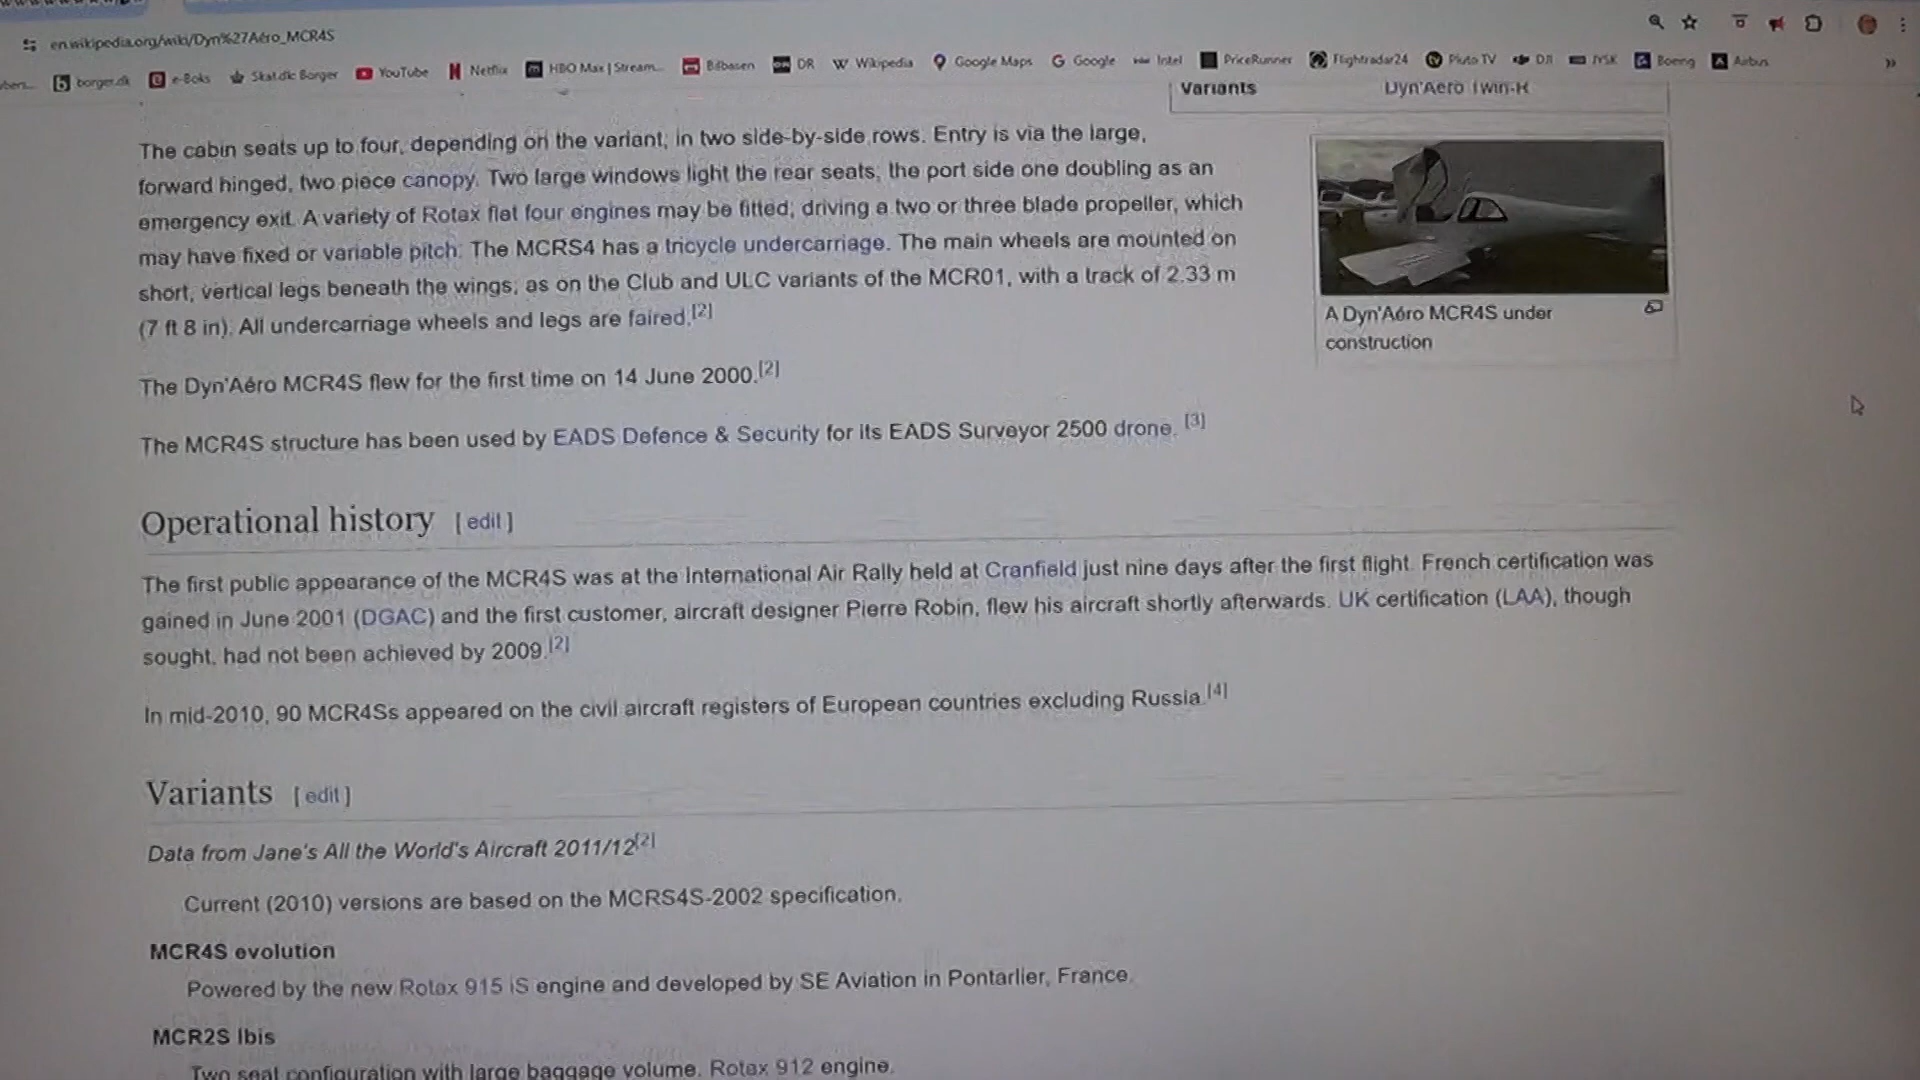 en.wikipedia.org/wiki/Dyn%27Aéro_MCR4S
borger.dk e-Boks Skat.dk: Borger YouTube Netflix HBO Max | Stream... Bilbasen DR Wikipedia Google Maps Google Intel PriceRunner Flightradar24 Pluto TV DJI JYSK Boeing Airbus
Variants Dyn'Aéro Twin-R
The cabin seats up to four, depending on the variant, in two side-by-side rows. Entry is via the large,
forward hinged, two piece canopy. Two large windows light the rear seats; the port side one doubling as an
emergency exit. A variety of Rotax flat four engines may be fitted, driving a two or three blade propeller, which
may have fixed or variable pitch. The MCRS4 has a tricycle undercarriage. The main wheels are mounted on
short, vertical legs beneath the wings, as on the Club and ULC variants of the MCR01, with a track of 2.33 m
(7 ft 8 in). All undercarriage wheels and legs are faired.[2]
A Dyn'Aéro MCR4S under
construction
The Dyn'Aéro MCR4S flew for the first time on 14 June 2000.[2]
The MCR4S structure has been used by EADS Defence & Security for its EADS Surveyor 2500 drone. [3]
Operational history [ edit ]
The first public appearance of the MCR4S was at the International Air Rally held at Cranfield just nine days after the first flight. French certification was
gained in June 2001 (DGAC) and the first customer, aircraft designer Pierre Robin, flew his aircraft shortly afterwards. UK certification (LAA), though
sought, had not been achieved by 2009.[2]
In mid-2010, 90 MCR4Ss appeared on the civil aircraft registers of European countries excluding Russia.[4]
Variants [ edit ]
Data from Jane's All the World's Aircraft 2011/12[2]
Current (2010) versions are based on the MCRS4S-2002 specification.
MCR4S evolution
Powered by the new Rotax 915 iS engine and developed by SE Aviation in Pontarlier, France.
MCR2S Ibis
Two seat configuration with large baggage volume. Rotax 912 engine.